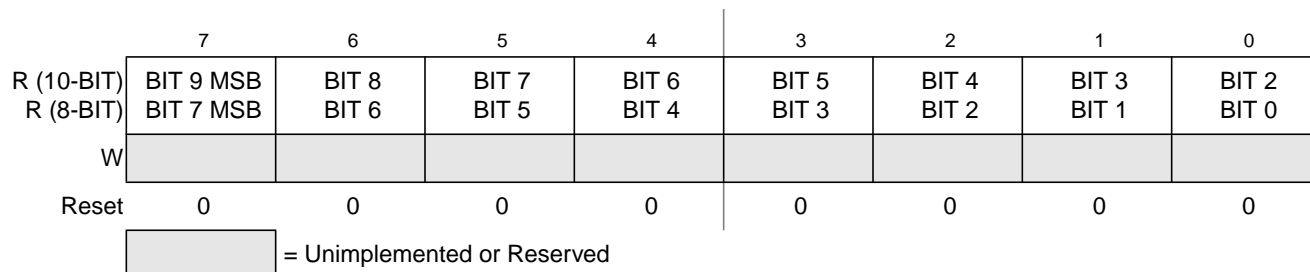 7 6 5 4 3 2 1 0
R (10-BIT) BIT 9 MSB BIT 8 BIT 7 BIT 6 BIT 5 BIT 4 BIT 3 BIT 2
R (8-BIT) BIT 7 MSB BIT 6 BIT 5 BIT 4 BIT 3 BIT 2 BIT 1 BIT 0
W
Reset 0 0 0 0 0 0 0 0
= Unimplemented or Reserved